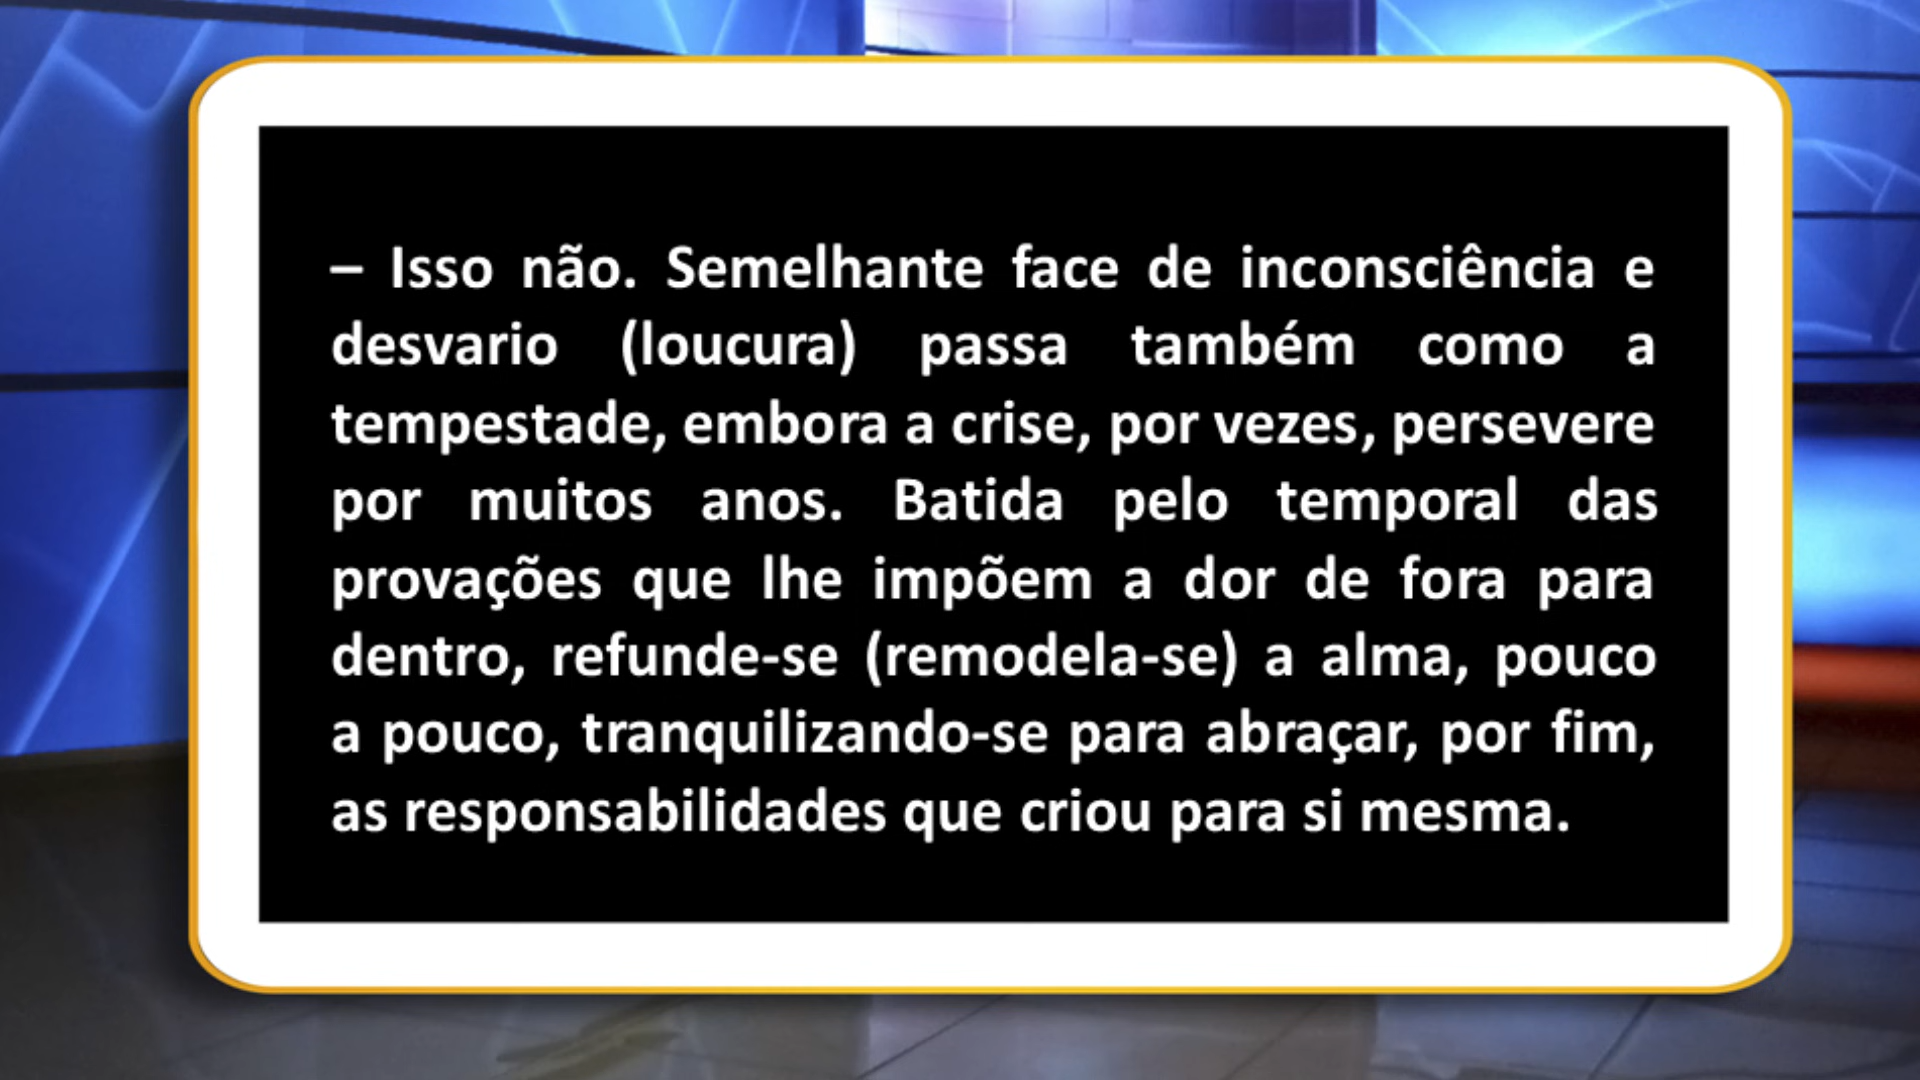 – Isso não. Semelhante face de inconsciência e
desvario (loucura) passa também como a
tempestade, embora a crise, por vezes, persevere
por muitos anos. Batida pelo temporal das
provações que lhe impõem a dor de fora para
dentro, refunde-se (remodela-se) a alma, pouco
a pouco, tranquilizando-se para abraçar, por fim,
as responsabilidades que criou para si mesma.